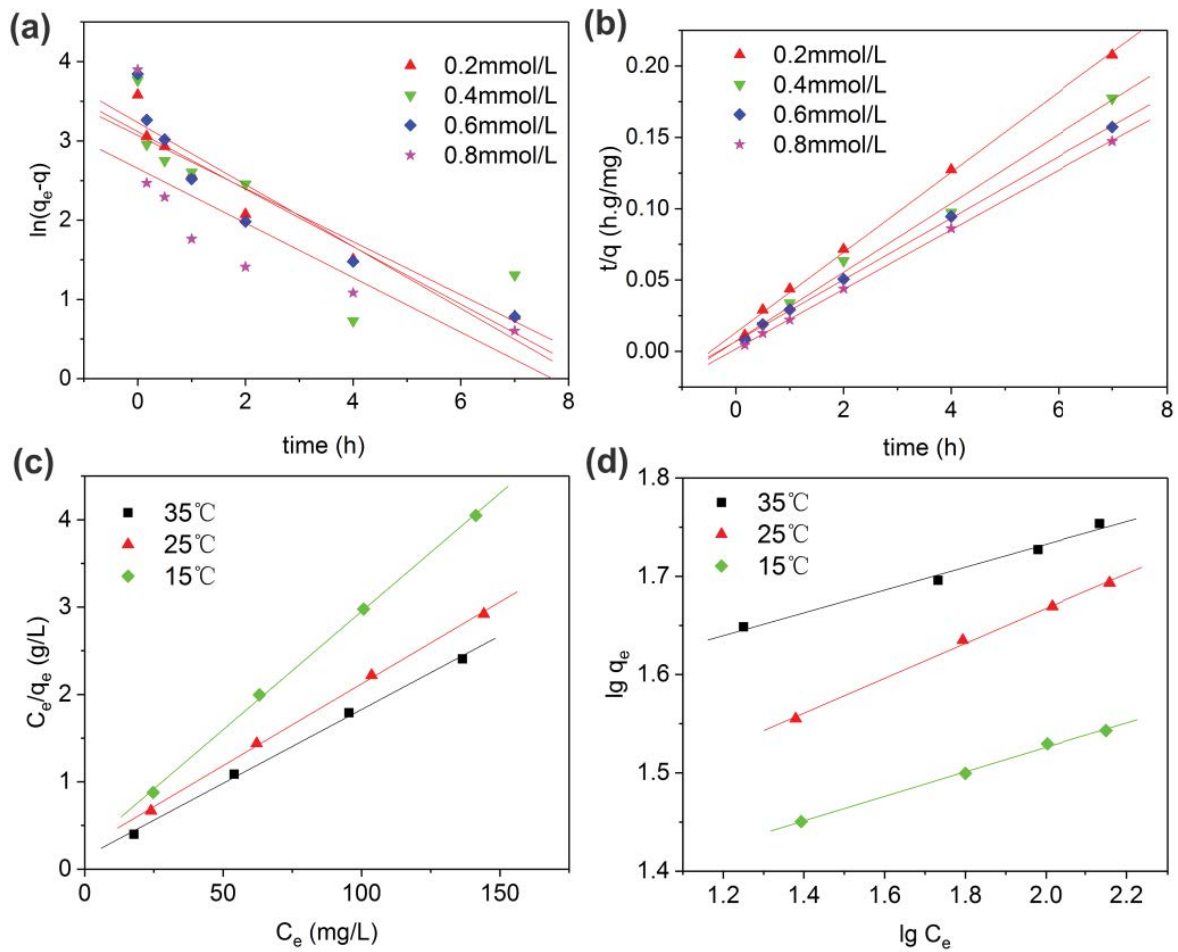 (a)
4
3
2
1
0
ln(qe-q)
0.2mmol/L
0.4mmol/L
0.6mmol/L
0.8mmol/L
0 2 4 6 8
time (h)
(b)
0.20
0.15
0.10
0.05
0.00
t/q (h.g/mg)
0.2mmol/L
0.4mmol/L
0.6mmol/L
0.8mmol/L
0 2 4 6 8
time (h)
(c)
4
3
2
1
0
Ce/qe (g/L)
35℃
25℃
15℃
0 50 100 150
Ce (mg/L)
(d)
1.8
1.7
1.6
1.5
1.4
lg qe
35℃
25℃
15℃
1.2 1.4 1.6 1.8 2.0 2.2
lg Ce